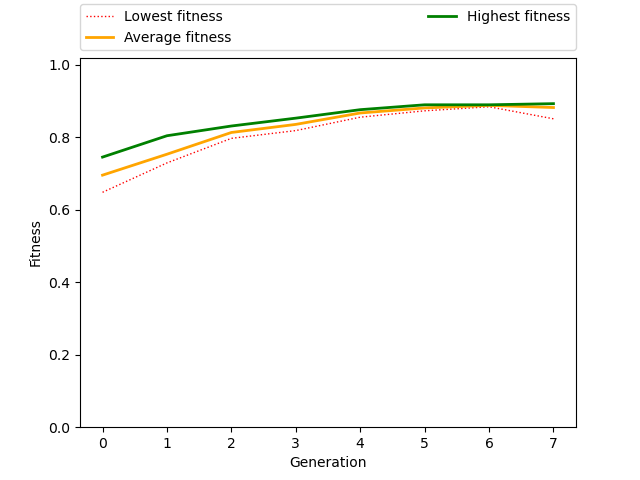 Lowest fitness
Average fitness
Highest fitness
1.0
0.8
0.6
0.4
0.2
0.0
Fitness
0 1 2 3 4 5 6 7
Generation